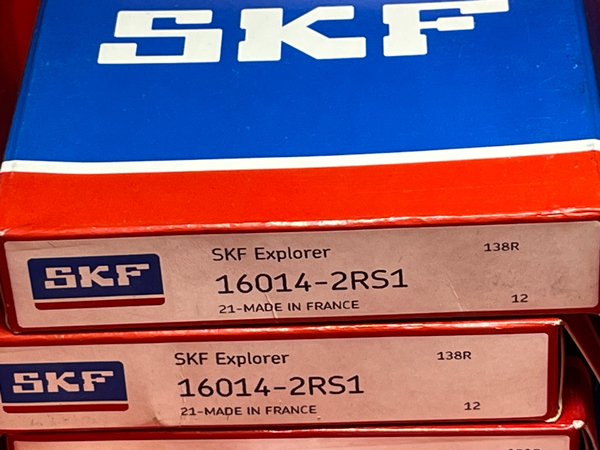 SKF
SKF Explorer
138R
SKF
16014-2RS1
21-MADE IN FRANCE
12
SKF Explorer
138R
SKF
16014-2RS1
21-MADE IN FRANCE
12